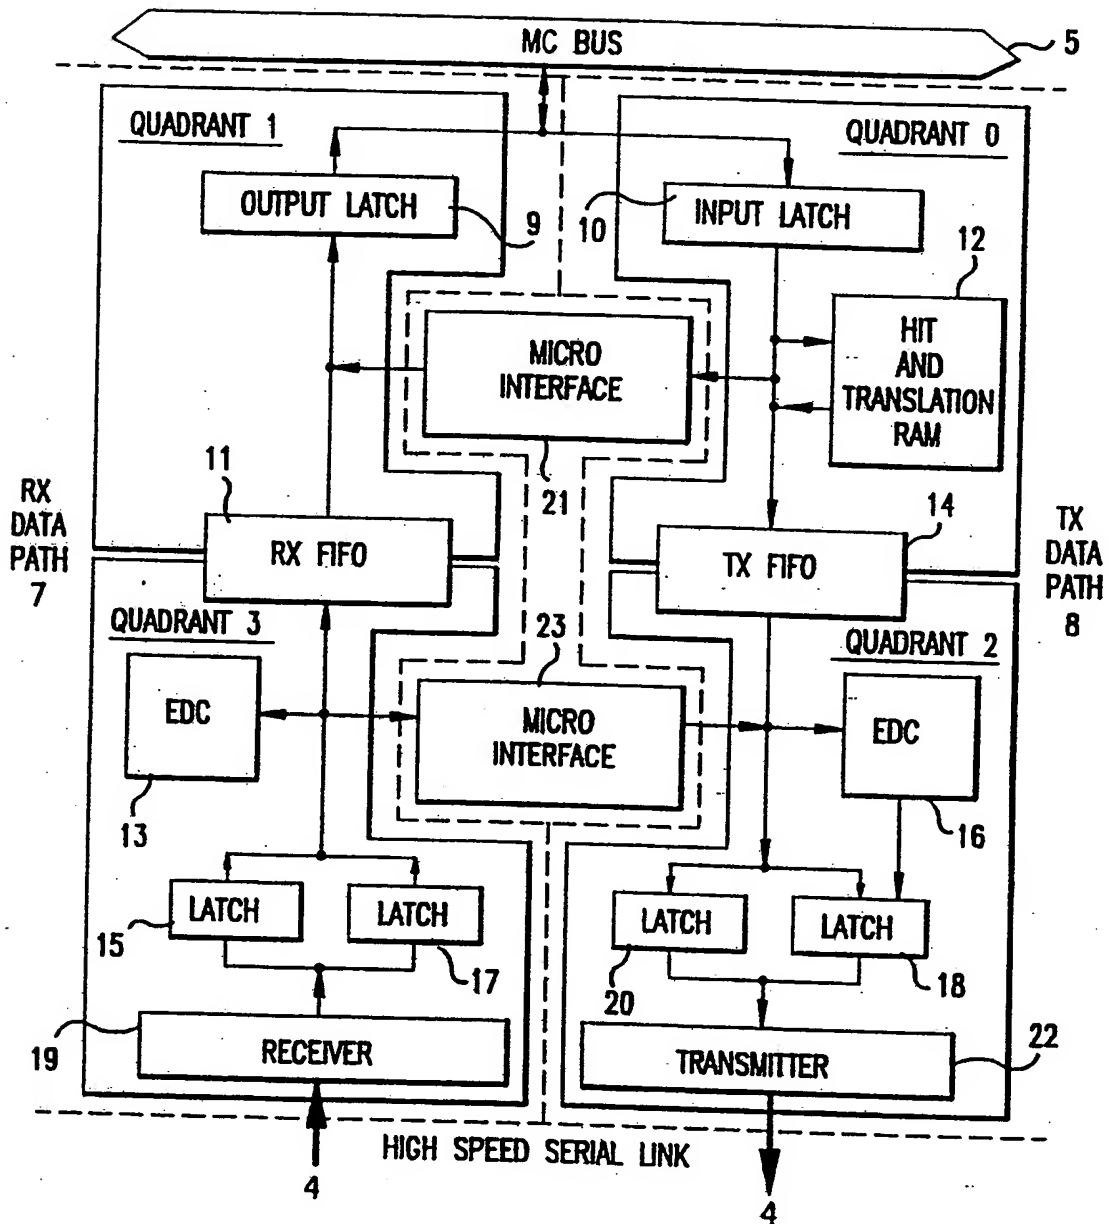 MC BUS
5
QUADRANT 1
QUADRANT 0
OUTPUT LATCH
9
10
INPUT LATCH
12
HIT
AND
TRANSLATION
RAM
MICRO
INTERFACE
21
11
RX FIFO
14
TX FIFO
RX
DATA
PATH
7
TX
DATA
PATH
8
QUADRANT 3
QUADRANT 2
EDC
13
23
MICRO
INTERFACE
EDC
16
LATCH
15
LATCH
17
LATCH
20
LATCH
18
19
RECEIVER
TRANSMITTER
22
HIGH SPEED SERIAL LINK
4
4